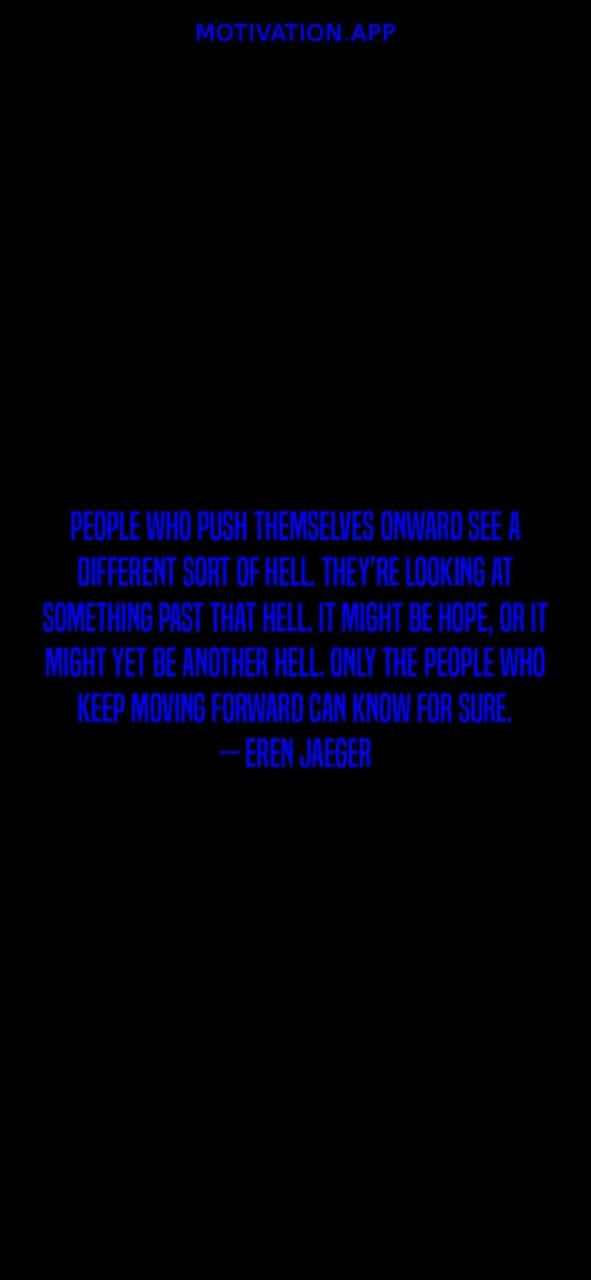 MOTIVATION.APP
PEOPLE WHO PUSH THEMSELVES ONWARD SEE A
DIFFERENT SORT OF HELL. THEY'RE LOOKING AT
SOMETHING PAST THAT HELL. IT MIGHT BE HOPE, OR IT
MIGHT YET BE ANOTHER HELL. ONLY THE PEOPLE WHO
KEEP MOVING FORWARD CAN KNOW FOR SURE.
— EREN JAEGER